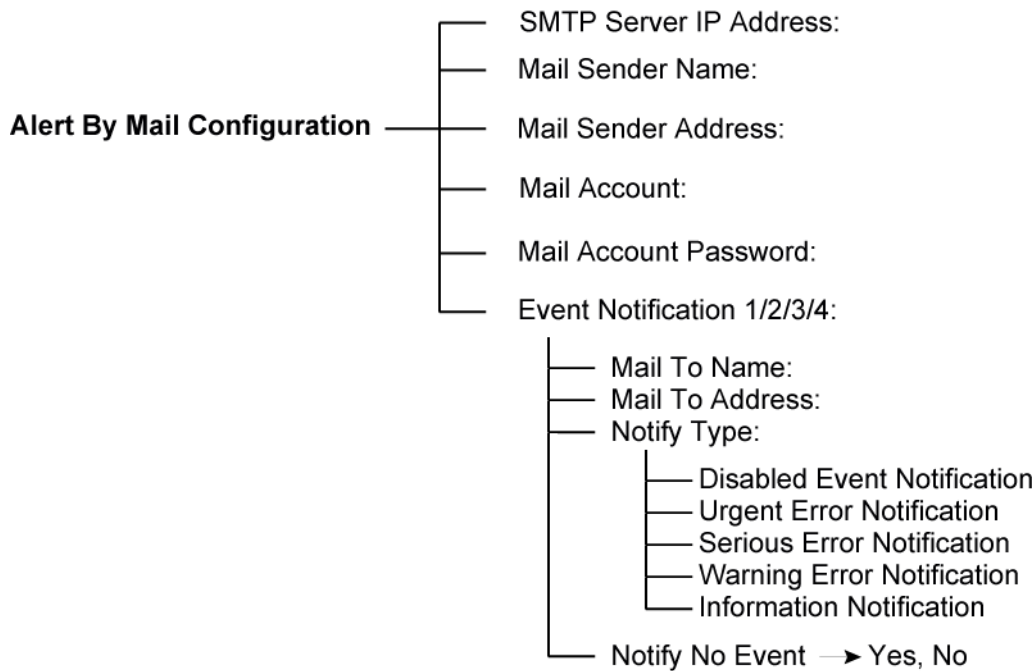 SMTP Server IP Address:
Mail Sender Name:
Alert By Mail Configuration
Mail Sender Address:
Mail Account:
Mail Account Password:
Event Notification 1/2/3/4:
Mail To Name:
Mail To Address:
Notify Type:
Disabled Event Notification
Urgent Error Notification
Serious Error Notification
Warning Error Notification
Information Notification
Notify No Event Yes, No